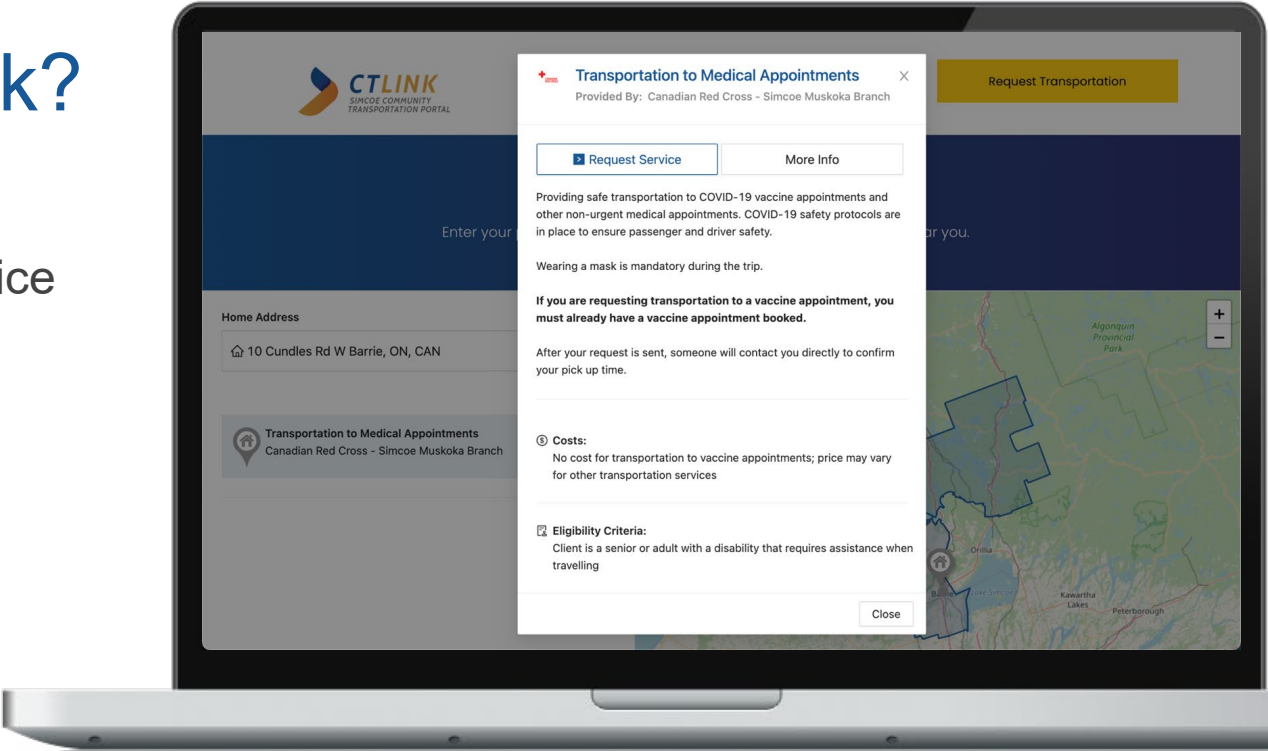 k?
ice
CTLINK
SIMCOE COMMUNITY
TRANSPORTATION PORTAL
Request Transportation
Enter your
ar you.
Home Address
10 Cundles Rd W Barrie, ON, CAN
Transportation to Medical Appointments
Canadian Red Cross - Simcoe Muskoka Branch
Transportation to Medical Appointments
Provided By: Canadian Red Cross - Simcoe Muskoka Branch
Request Service
More Info
Providing safe transportation to COVID-19 vaccine appointments and
other non-urgent medical appointments. COVID-19 safety protocols are
in place to ensure passenger and driver safety.
Wearing a mask is mandatory during the trip.
If you are requesting transportation to a vaccine appointment, you
must already have a vaccine appointment booked.
After your request is sent, someone will contact you directly to confirm
your pick up time.
Costs:
No cost for transportation to vaccine appointments; price may vary
for other transportation services
Eligibility Criteria:
Client is a senior or adult with a disability that requires assistance when
travelling
Close
+
−
Algonquin
Provincial
Park
Orillia
Barrie
Lake Simcoe
Kawartha
Lakes
Peterborough